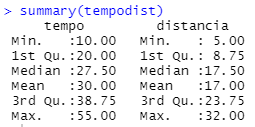 > summary(tempodist)
tempo distancia
Min. :10.00 Min. : 5.00
1st Qu.:20.00 1st Qu.: 8.75
Median :27.50 Median :17.50
Mean :30.00 Mean :17.00
3rd Qu.:38.75 3rd Qu.:23.75
Max. :55.00 Max. :32.00